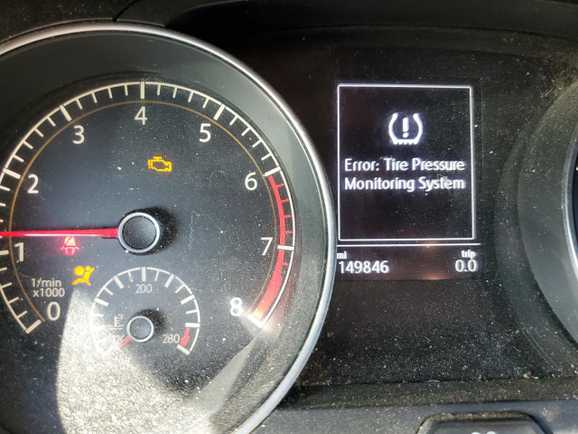 4
3
5
2
6
1
7
1/min
x1000
0
8
200
280
Error: Tire Pressure
Monitoring System
mi trip
149846 0.0